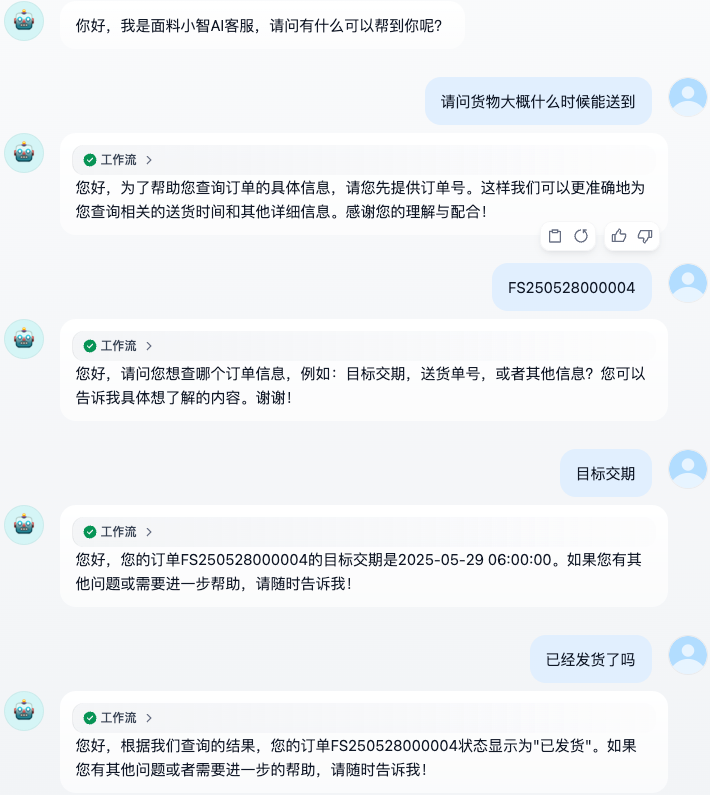 你好，我是面料小智AI客服，请问有什么可以帮到你呢?
请问货物大概什么时候能送到
工作流
您好，为了帮助您查询订单的具体信息，请您先提供订单号。这样我们可以更准确地为
您查询相关的送货时间和其他详细信息。感谢您的理解与配合！
FS250528000004
工作流
您好，请问您想查哪个订单信息，例如：目标交期，送货单号，或者其他信息？您可以
告诉我具体想了解的内容。谢谢！
目标交期
工作流
您好，您的订单FS250528000004的目标交期是2025-05-29 06:00:00。如果您有其
他问题或需要进一步帮助，请随时告诉我！
已经发货了吗
工作流
您好，根据我们查询的结果，您的订单FS250528000004状态显示为"已发货"。如果
您有其他问题或者需要进一步的帮助，请随时告诉我！